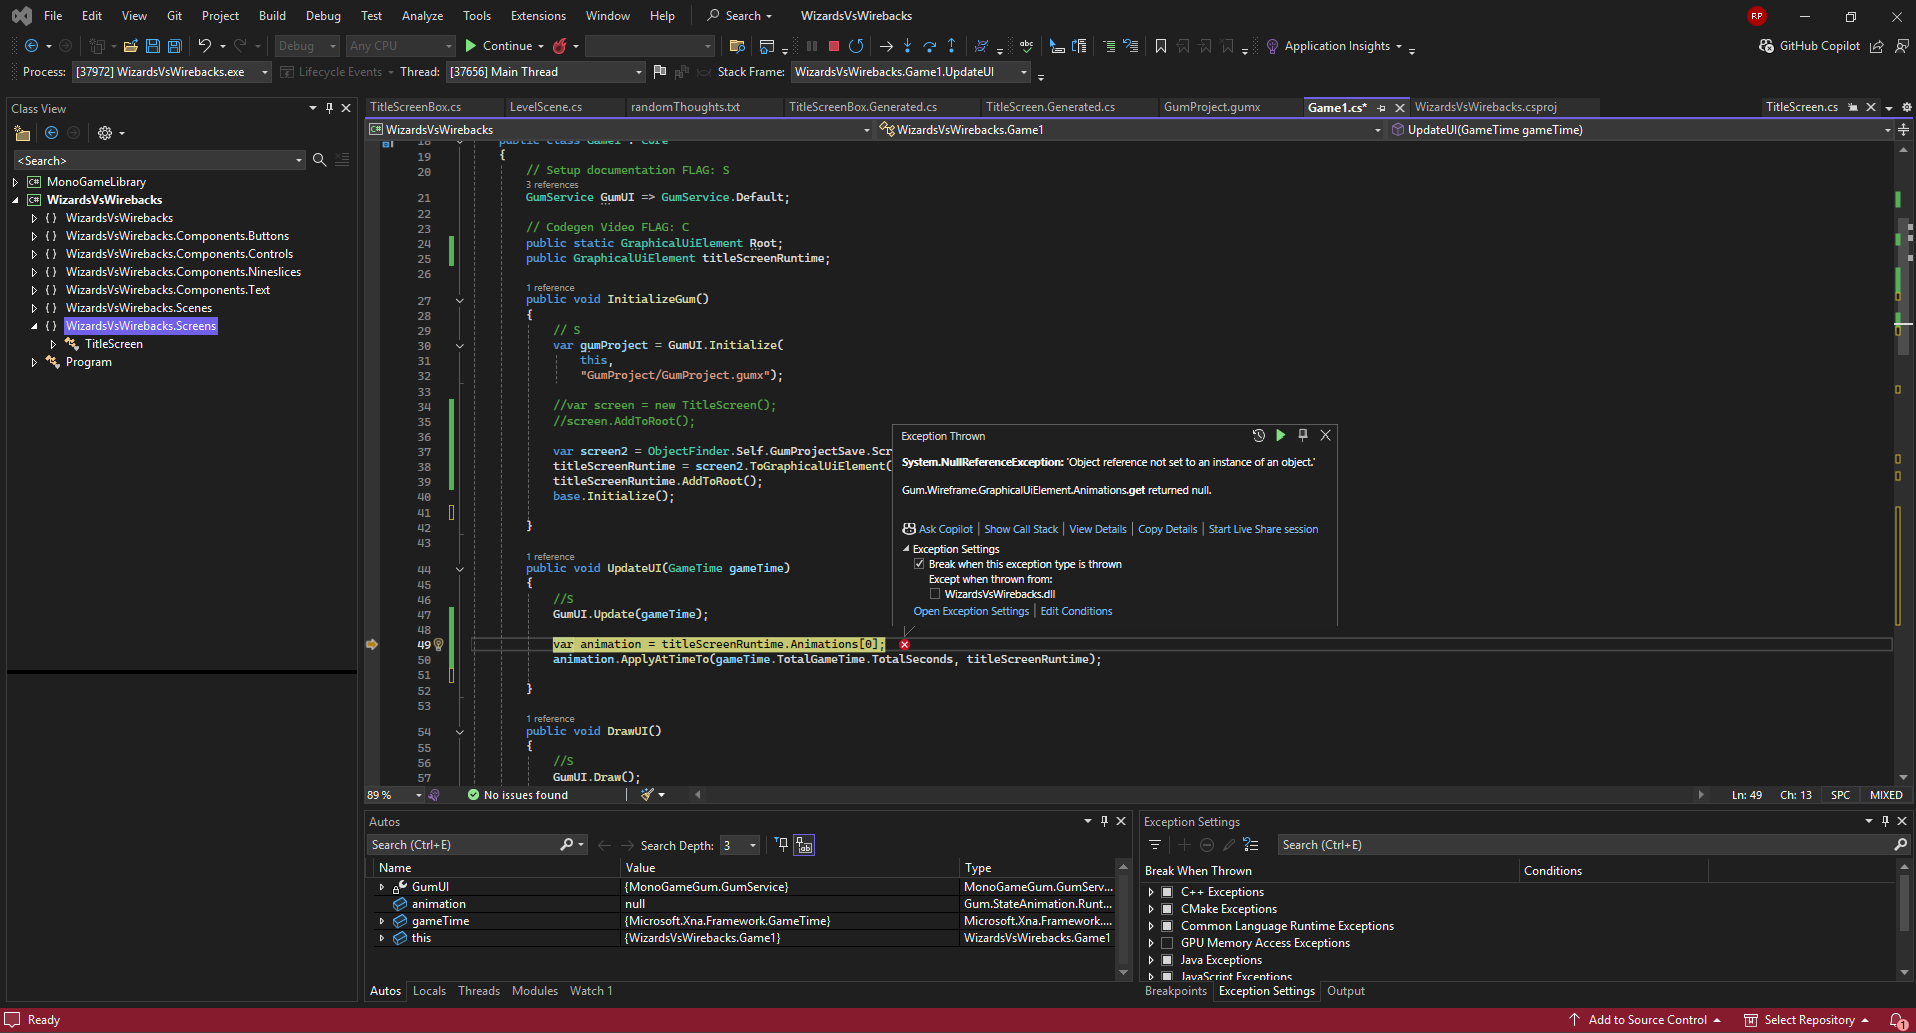 File Edit View Git Project Build Debug Test Analyze Tools Extensions Window Help Search WizardsVsWirebacks RP
Debug Any CPU Continue Application Insights GitHub Copilot
Process: [37972] WizardsVsWirebacks.exe Lifecycle Events Thread: [37656] Main Thread Stack Frame: WizardsVsWirebacks.Game1.UpdateUI
Class View
<Search>
MonoGameLibrary
WizardsVsWirebacks
WizardsVsWirebacks
WizardsVsWirebacks.Components.Buttons
WizardsVsWirebacks.Components.Controls
WizardsVsWirebacks.Components.Nineslices
WizardsVsWirebacks.Components.Text
WizardsVsWirebacks.Scenes
WizardsVsWirebacks.Screens
TitleScreen
Program
TitleScreenBox.cs LevelScene.cs randomThoughts.txt TitleScreenBox.Generated.cs TitleScreen.Generated.cs GumProject.gumx Game1.cs* WizardsVsWirebacks.csproj TitleScreen.cs
WizardsVsWirebacks WizardsVsWirebacks.Game1 UpdateUI(GameTime gameTime)
18 public class Game1 : Core
19 {
20 // Setup documentation FLAG: S
3 references
21 GumService GumUI => GumService.Default;
22
23 // Codegen Video FLAG: C
24 public static GraphicalUiElement Root;
25 public GraphicalUiElement titleScreenRuntime;
26
1 reference
27 public void InitializeGum()
28 {
29 // S
30 var gumProject = GumUI.Initialize(
31 this,
32 "GumProject/GumProject.gumx");
33
34 //var screen = new TitleScreen();
35 //screen.AddToRoot();
36
37 var screen2 = ObjectFinder.Self.GumProjectSave.Scr
38 titleScreenRuntime = screen2.ToGraphicalUiElement(
39 titleScreenRuntime.AddToRoot();
40 base.Initialize();
41
42 }
43
1 reference
44 public void UpdateUI(GameTime gameTime)
45 {
46 //S
47 GumUI.Update(gameTime);
48
49 var animation = titleScreenRuntime.Animations[0];
50 animation.ApplyAtTimeTo(gameTime.TotalGameTime.TotalSeconds, titleScreenRuntime);
51
52 }
53
1 reference
54 public void DrawUI()
55 {
56 //S
57 GumUI.Draw();
Exception Thrown
System.NullReferenceException: 'Object reference not set to an instance of an object.'
Gum.Wireframe.GraphicalUiElement.Animations.get returned null.
Ask Copilot | Show Call Stack | View Details | Copy Details | Start Live Share session
Exception Settings
Break when this exception type is thrown
Except when thrown from:
WizardsVsWirebacks.dll
Open Exception Settings | Edit Conditions
89 % No issues found Ln: 49 Ch: 13 SPC MIXED
Autos
Search (Ctrl+E) Search Depth: 3
Name Value Type
GumUI {MonoGameGum.GumService} MonoGameGum.GumServ...
animation null Gum.StateAnimation.Runt...
gameTime {Microsoft.Xna.Framework.GameTime} Microsoft.Xna.Framework....
this {WizardsVsWirebacks.Game1} WizardsVsWirebacks.Game1
Autos Locals Threads Modules Watch 1
Exception Settings
Search (Ctrl+E)
Break When Thrown Conditions
C++ Exceptions
CMake Exceptions
Common Language Runtime Exceptions
GPU Memory Access Exceptions
Java Exceptions
JavaScript Exceptions
Breakpoints Exception Settings Output
Ready Add to Source Control Select Repository 1